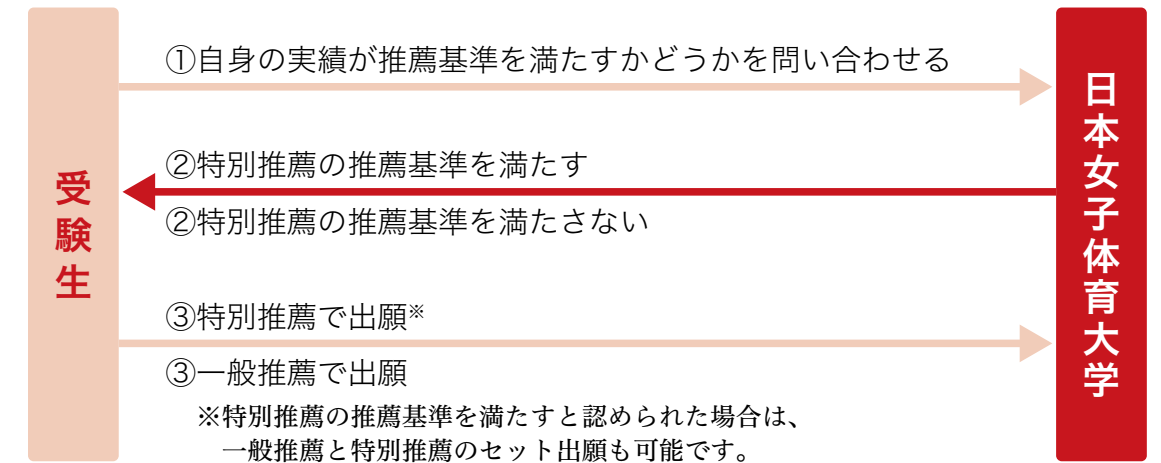 ①自身の実績が推薦基準を満たすかどうかを問い合わせる
②特別推薦の推薦基準を満たす
②特別推薦の推薦基準を満たさない
③特別推薦で出願※
③一般推薦で出願
※特別推薦の推薦基準を満たすと認められた場合は、
一般推薦と特別推薦のセット出願も可能です。
受験生
日本女子体育大学